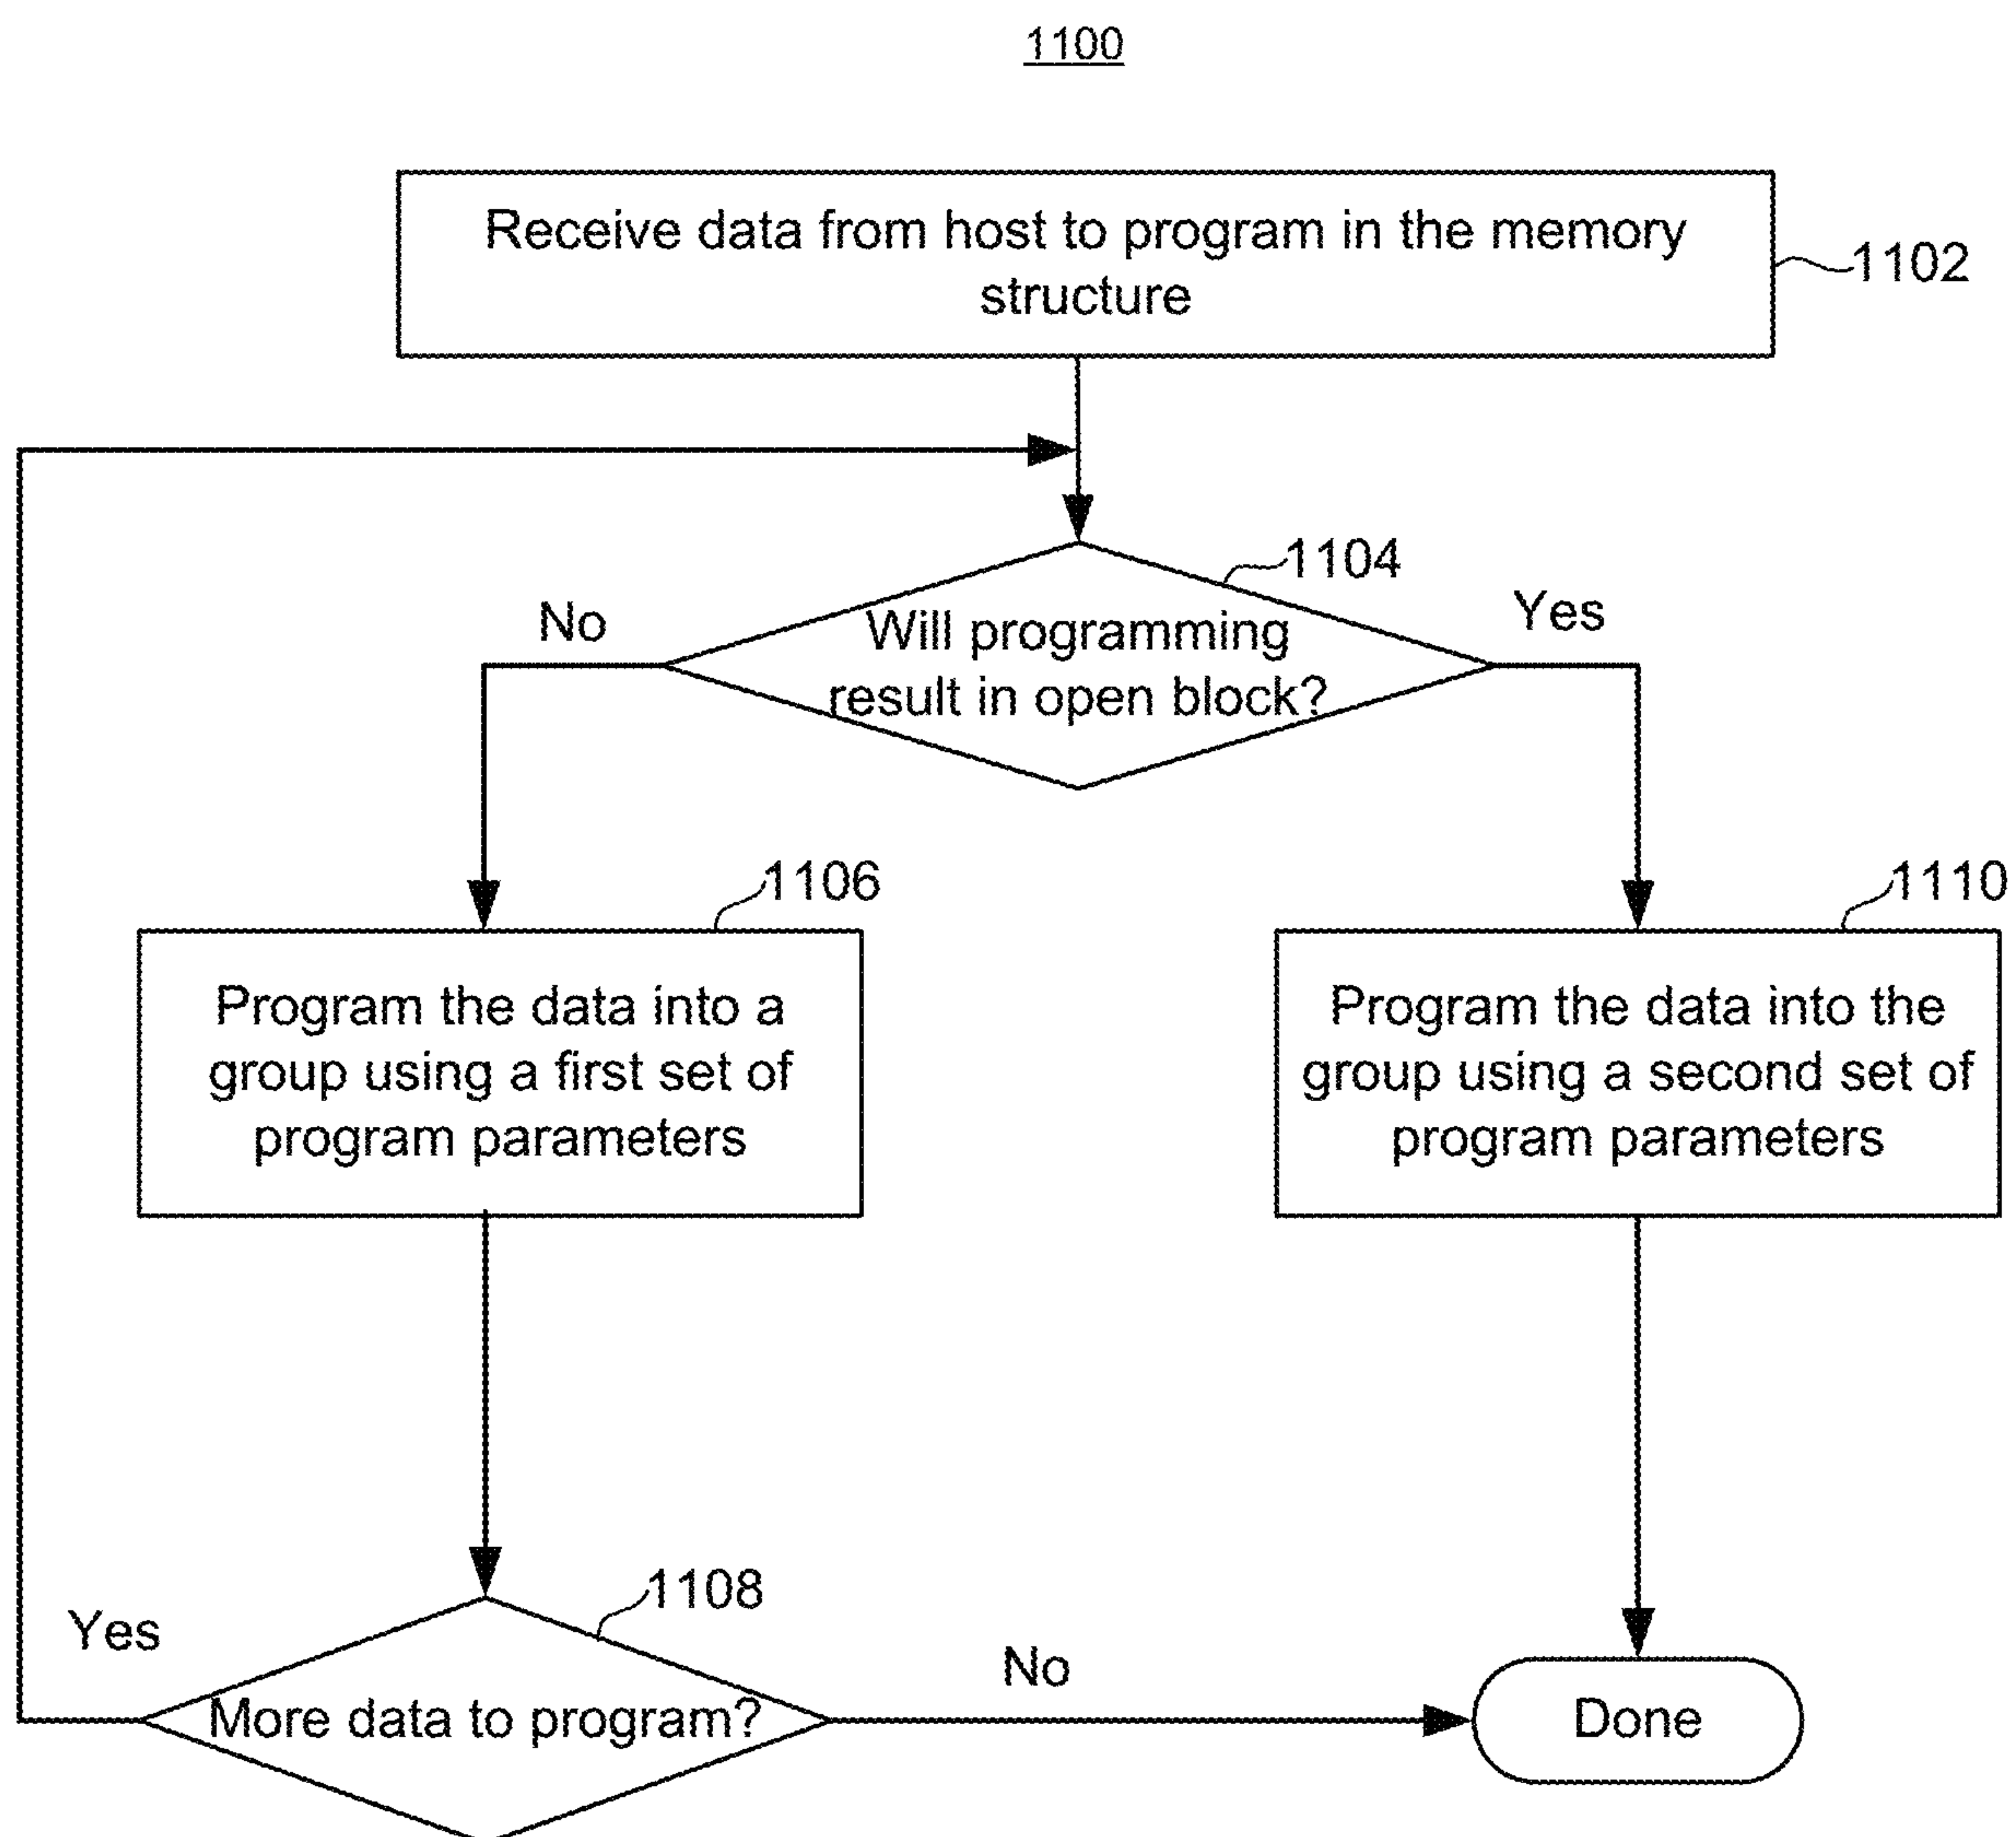 1100
Receive data from host to program in the memory
structure
1102
1104
No
Yes
Will programming
result in open block?
1106
1110
Program the data into a
group using a first set of
program parameters
Program the data into the
group using a second set of
program parameters
1108
Yes
No
More data to program?
Done